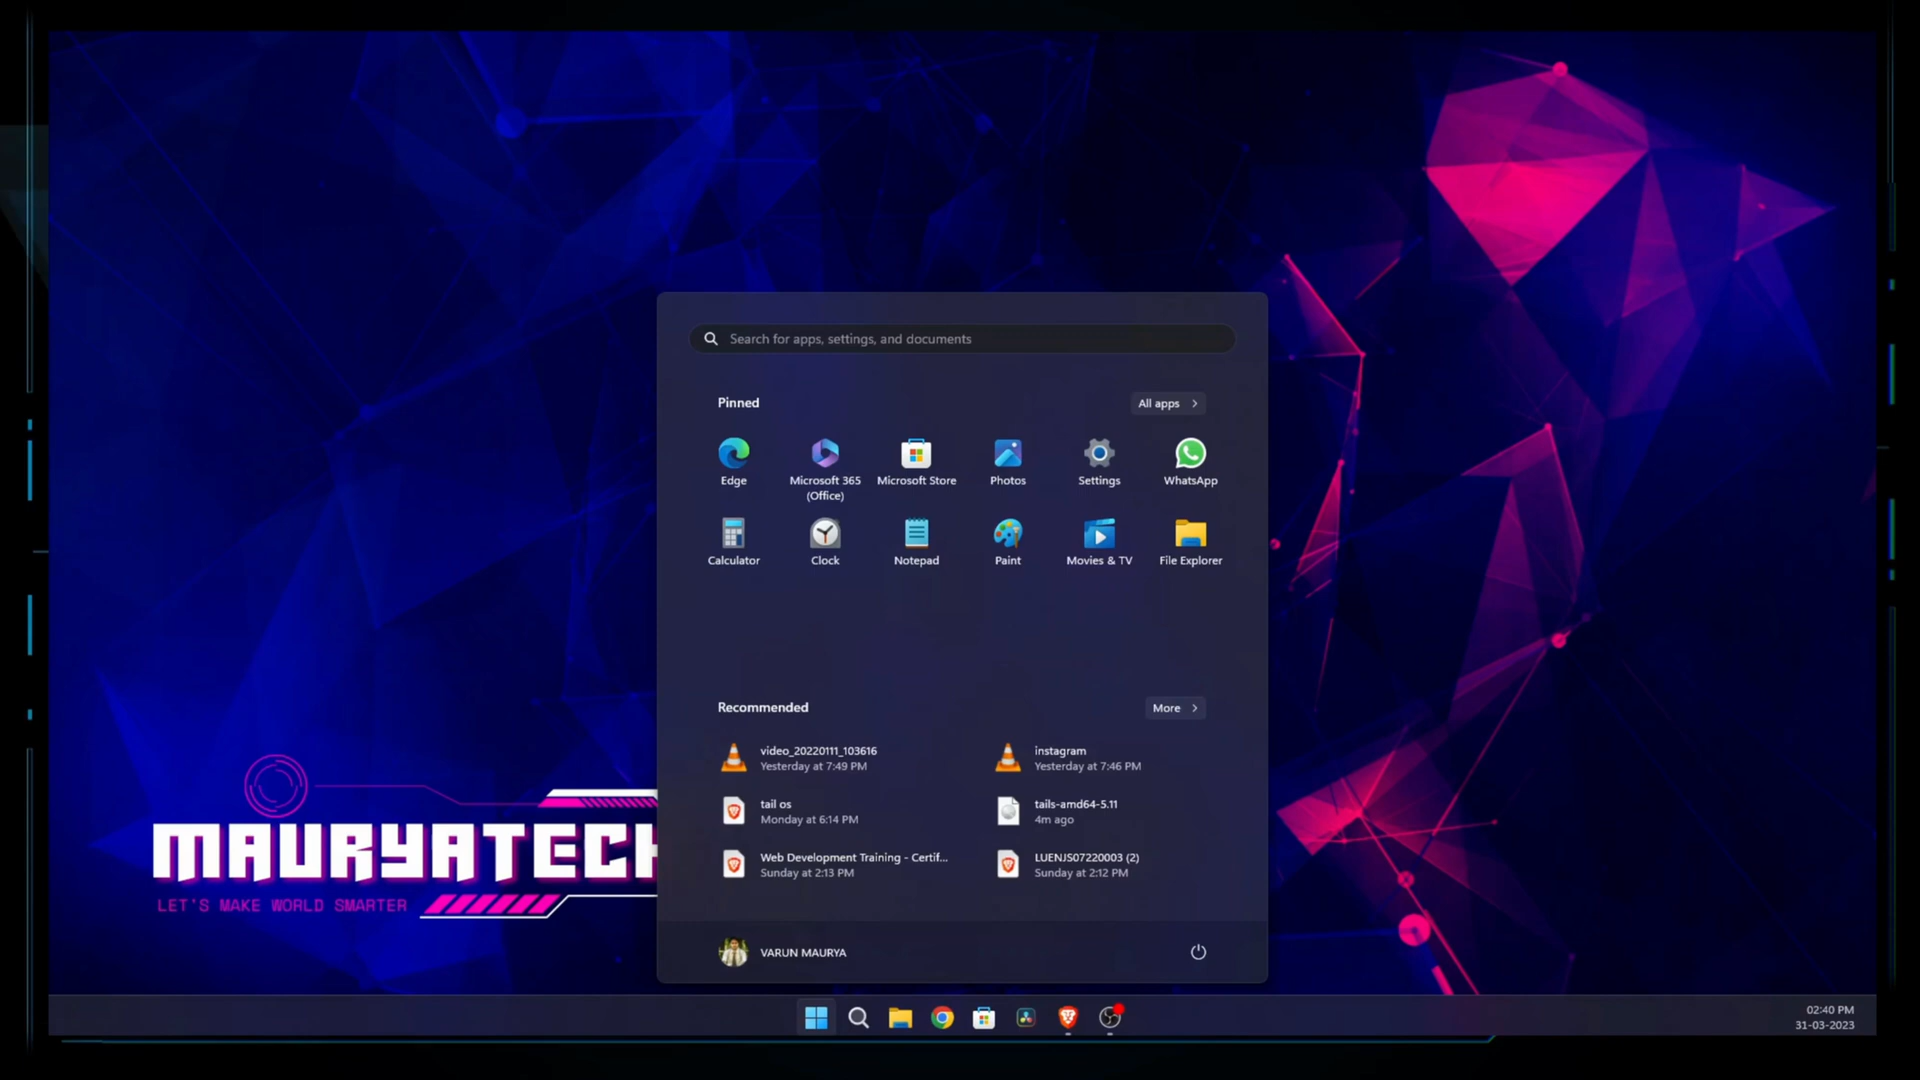 Search for apps, settings, and documents
Pinned
All apps
Edge
Microsoft 365
(Office)
Microsoft Store
Photos
Settings
WhatsApp
Calculator
Clock
Notepad
Paint
Movies & TV
File Explorer
Recommended
More
video_20220111_103616
Yesterday at 7:49 PM
instagram
Yesterday at 7:46 PM
tail os
Monday at 6:14 PM
tails-amd64-5.11
4m ago
Web Development Training - Certif...
Sunday at 2:13 PM
LUENJS07220003 (2)
Sunday at 2:12 PM
VARUN MAURYA
MAURYATECH
LET'S MAKE WORLD SMARTER
02:40 PM
31-03-2023